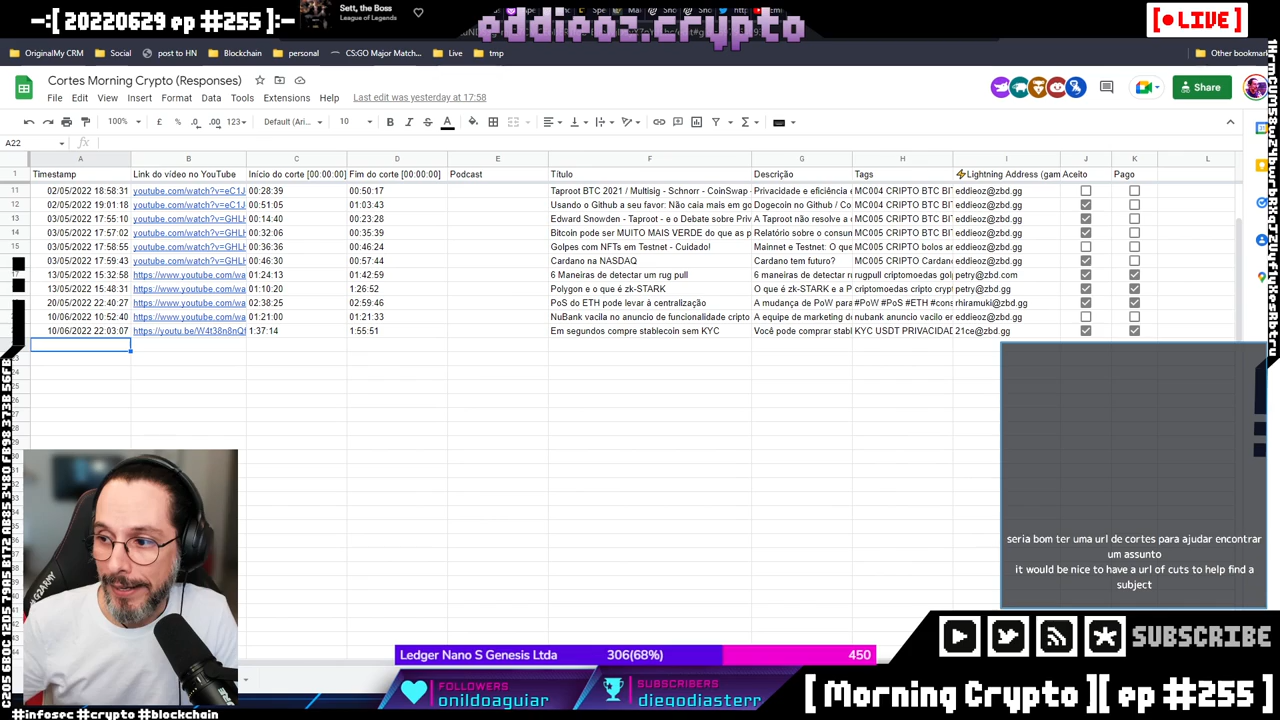 —:[ 20220629 ep #255 ]:—
Sett, the Boss
League of Legends
eddieoz.crypto
[ LIVE ]
OriginalMy CRM
Social
post to HN
Blockchain
personal
CS:GO Major Match...
Live
tmp
Other bookmar
Cortes Morning Crypto (Responses)
File Edit View Insert Format Data Tools Extensions Help Last edit was yesterday at 17:58
Share
100% £ % .0 .00 123 Default (Ari... 10 B I S A
A22 fx
A B C D E F G H I J K L
1 Timestamp Link do vídeo no YouTube Início do corte [00:00:00] Fim do corte [00:00:00] Podcast Título Descrição Tags ⚡Lightning Address (gam Aceito Pago
11 02/05/2022 18:58:31 youtube.com/watch?v=eC1J 00:28:39 00:50:17 Taproot BTC 2021 / Multisig - Schnorr - CoinSwap - Privacidade e eficiência e MC004 CRIPTO BTC BI eddieoz@zbd.gg
12 02/05/2022 19:01:18 youtube.com/watch?v=eC1J 00:51:05 01:03:43 Usando o Github a seu favor: Não caia mais em go Dogecoin no Github / Co MC004 CRIPTO BTC BI eddieoz@zbd.gg
13 03/05/2022 17:55:10 youtube.com/watch?v=GHLH 00:14:40 00:23:28 Edward Snowden - Taproot - e o Debate sobre Priv A Taproot não resolve a c MC005 CRIPTO BTC BI eddieoz@zbd.gg
14 03/05/2022 17:57:02 youtube.com/watch?v=GHLH 00:32:06 00:35:39 Bitcoin pode ser MUITO MAIS VERDE do que as p Relatório sobre o consun MC005 CRIPTO BTC BI eddieoz@zbd.gg
15 03/05/2022 17:58:55 youtube.com/watch?v=GHLH 00:36:36 00:46:24 Golpes com NFTs em Testnet - Cuidado! Mainnet e Testnet: O que MC005 CRIPTO bolos ar eddieoz@zbd.gg
03/05/2022 17:59:43 youtube.com/watch?v=GHLH 00:46:30 00:57:44 Cardano na NASDAQ Cardano tem futuro? MC005 CRIPTO Cardano eddieoz@zbd.gg
13/05/2022 15:32:58 https://www.youtube.com/wa 01:24:13 01:42:59 6 Maneiras de detectar um rug pull 6 maneiras de detectar ru rugpull criptomoedas gol petry@zbd.com
13/05/2022 15:48:31 https://www.youtube.com/wa 01:10:20 1:26:52 Polygon e o que é zk-STARK O que é zk-STARK e a P criptomoedas cripto cryp petry@zbd.gg
20/05/2022 22:40:27 https://www.youtube.com/wa 02:38:25 02:59:46 PoS do ETH pode levár à centralização A mudança de PoW para #PoW #PoS #ETH #cons rhiramuki@zbd.gg
10/06/2022 10:52:40 https://www.youtube.com/wa 01:21:00 01:21:33 NuBank vacila no anuncio de funcionalidade cripto A equipe de marketing d nubank anuncio vacilo er eddieoz@zbd.gg
10/06/2022 22:03:07 https://youtu.be/W4t38n8nQf 1:37:14 1:55:51 Em segundos compre stablecoin sem KYC Você pode comprar stabl KYC USDT PRIVACIDAD 21ce@zbd.gg
seria bom ter uma url de cortes para ajudar encontrar
um assunto
it would be nice to have a url of cuts to help find a
subject
Ledger Nano S Genesis Ltda 306(68%) 450
FOLLOWERS
onildoaguiar
SUBSCRIBERS
diegodiasterr
SUBSCRIBE
[ Morning Crypto ][ ep #255 ]
#infosec #crypto #blockchain